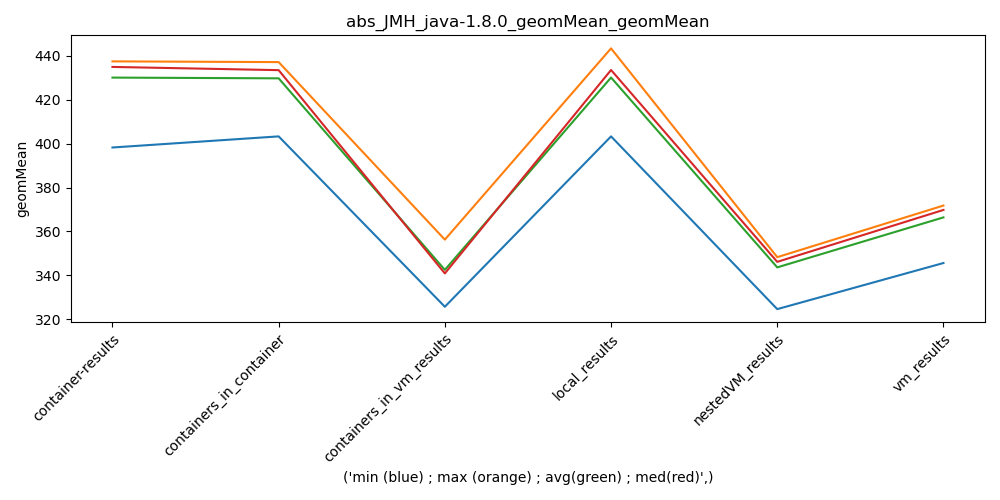 abs_JMH_java-1.8.0_geomMean_geomMean
geomMean
440
420
400
380
360
340
320
container-results
containers_in_container
containers_in_vm_results
local_results
nestedVM_results
vm_results
('min (blue) ; max (orange) ; avg(green) ; med(red)',)